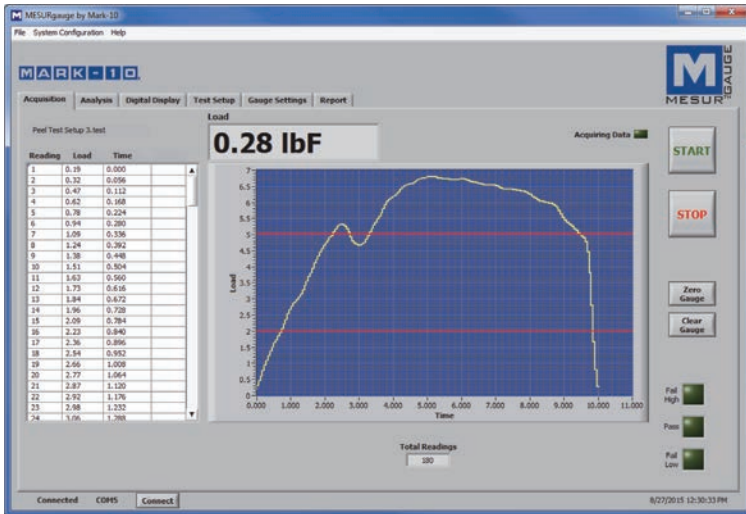 MESURgauge by Mark-10
File System Configuration Help
MARK-10
M
MESUR GAUGE
Acquisition Analysis Digital Display Test Setup Gauge Settings Report
Peel Test Setup 3.test
Load
0.28 lbF
Acquiring Data
START
STOP
Zero
Gauge
Clear
Gauge
Fail
High
Pass
Fail
Low
Reading Load Time
1 0.19 0.000
2 0.32 0.056
3 0.47 0.112
4 0.62 0.168
5 0.78 0.224
6 0.94 0.280
7 1.09 0.336
8 1.24 0.392
9 1.38 0.448
10 1.51 0.504
11 1.63 0.560
12 1.73 0.616
13 1.84 0.672
14 1.96 0.728
15 2.09 0.784
16 2.23 0.840
17 2.36 0.896
18 2.54 0.952
19 2.66 1.008
20 2.77 1.064
21 2.87 1.120
22 2.92 1.176
23 2.98 1.232
24 3.06 1.288
Load
7
6.5
6
5.5
5
4.5
4
3.5
3
2.5
2
1.5
1
0.5
0
0.000 1.000 2.000 3.000 4.000 5.000 6.000 7.000 8.000 9.000 10.000 11.000
Time
Total Readings
180
Connected COM5 Connect
8/27/2015 12:30:33 PM